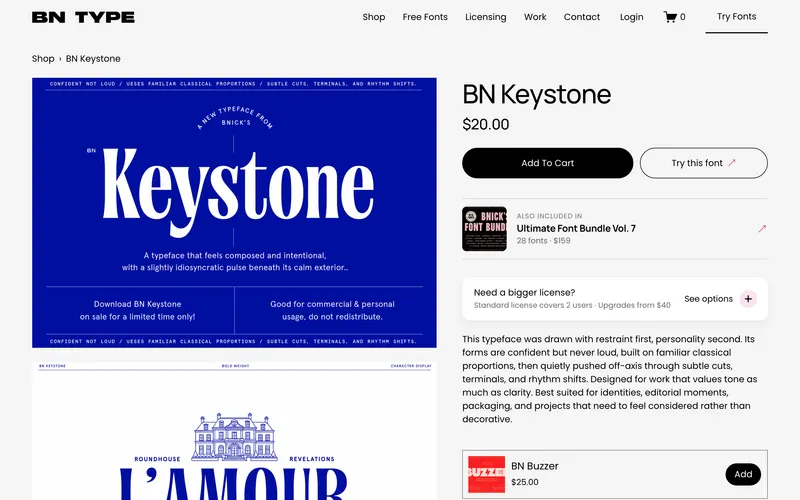 BN TYPE
Shop Free Fonts Licensing Work Contact Login 0 Try Fonts
Shop › BN Keystone
CONFIDENT NOT LOUD / UESES FAMILIAR CLASSICAL PROPORTIONS / SUBTLE CUTS, TERMINALS, AND RHYTHM SHIFTS.
A NEW TYPEFACE FROM
BNICK'S
BN
Keystone
A typeface that feels composed and intentional,
with a slightly idiosyncratic pulse beneath its calm exterior..
Download BN Keystone
on sale for a limited time only!
Good for commercial & personal
usage, do not redistribute.
CONFIDENT NOT LOUD / UESES FAMILIAR CLASSICAL PROPORTIONS / SUBTLE CUTS, TERMINALS, AND RHYTHM SHIFTS.
BN KEYSTONE BOLD WEIGHT CHARACTER DISPLAY
ROUNDHOUSE REVELATIONS
L'AMOUR
BN Keystone
$20.00
Add To Cart
Try this font ↗
BNICK'S
FONT BUNDL
ALSO INCLUDED IN
Ultimate Font Bundle Vol. 7
28 fonts · $159
↗
Need a bigger license?
Standard license covers 2 users · Upgrades from $40
See options +
This typeface was drawn with restraint first, personality second. Its
forms are confident but never loud, built on familiar classical
proportions, then quietly pushed off-axis through subtle cuts,
terminals, and rhythm shifts. Designed for work that values tone as
much as clarity. Best suited for identities, editorial moments,
packaging, and projects that need to feel considered rather than
decorative.
BUZZER
BN Buzzer
$25.00
Add